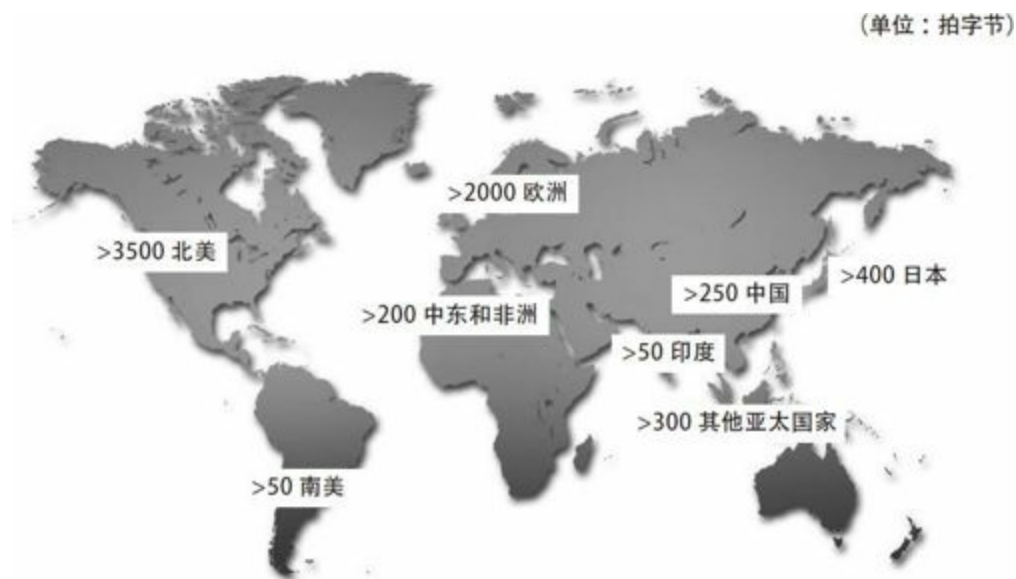 （单位：拍字节）
>2000 欧洲
>3500 北美
>400 日本
>250 中国
>200 中东和非洲
>50 印度
>300 其他亚太国家
>50 南美